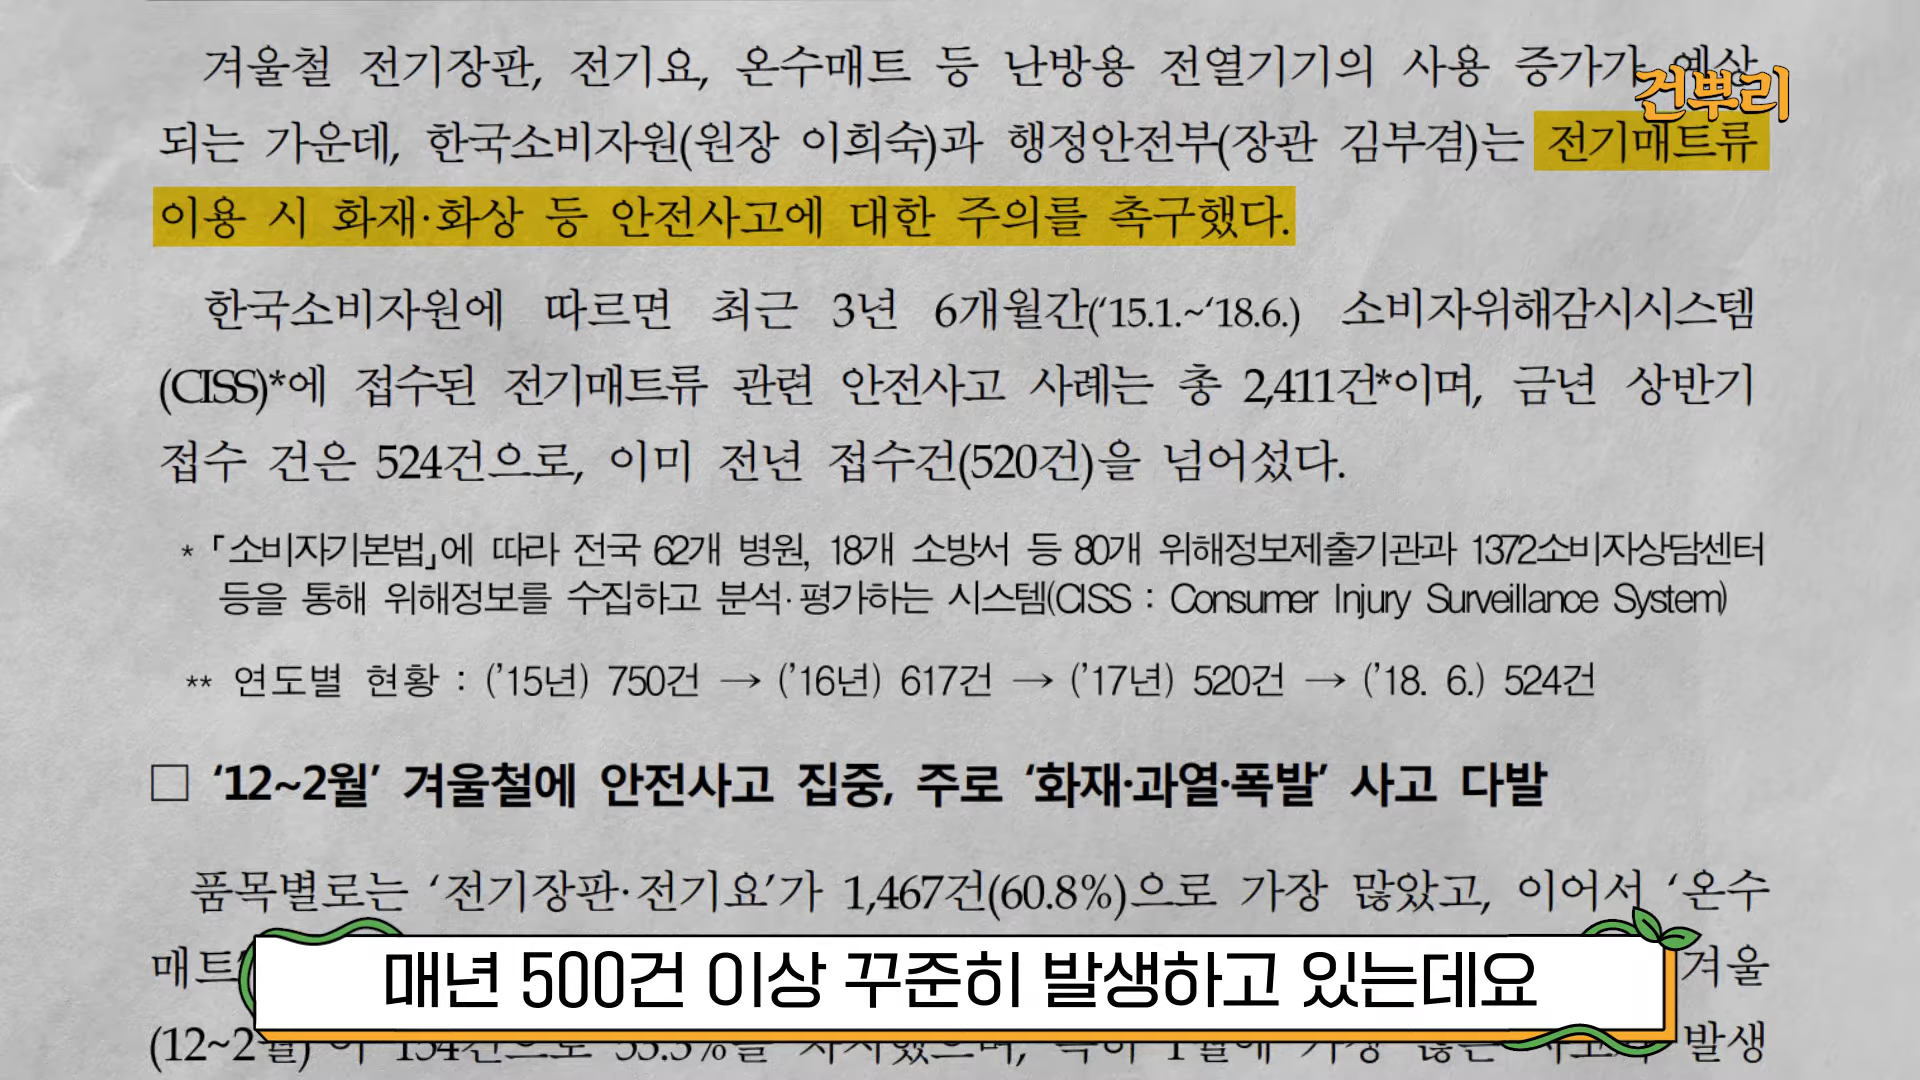 겨울철 전기장판, 전기요, 온수매트 등 난방용 전열기기의 사용 증가가 예상
건뿌리
되는 가운데, 한국소비자원(원장 이희숙)과 행정안전부(장관 김부겸)는 전기매트류
이용 시 화재·화상 등 안전사고에 대한 주의를 촉구했다.
한국소비자원에 따르면 최근 3년 6개월간(‘15.1.~‘18.6.) 소비자위해감시시스템
(CISS)*에 접수된 전기매트류 관련 안전사고 사례는 총 2,411건*이며, 금년 상반기
접수 건은 524건으로, 이미 전년 접수건(520건)을 넘어섰다.
* 「소비자기본법」에 따라 전국 62개 병원, 18개 소방서 등 80개 위해정보제출기관과 1372소비자상담센터
등을 통해 위해정보를 수집하고 분석·평가하는 시스템(CISS : Consumer Injury Surveillance System)
** 연도별 현황 : (’15년) 750건 → (’16년) 617건 → (’17년) 520건 → (’18. 6.) 524건
□ ‘12~2월’ 겨울철에 안전사고 집중, 주로 ‘화재·과열·폭발’ 사고 다발
품목별로는 ‘전기장판·전기요’가 1,467건(60.8%)으로 가장 많았고, 이어서 ‘온수
매트 겨울
매년 500건 이상 꾸준히 발생하고 있는데요
(12~2월) 발생